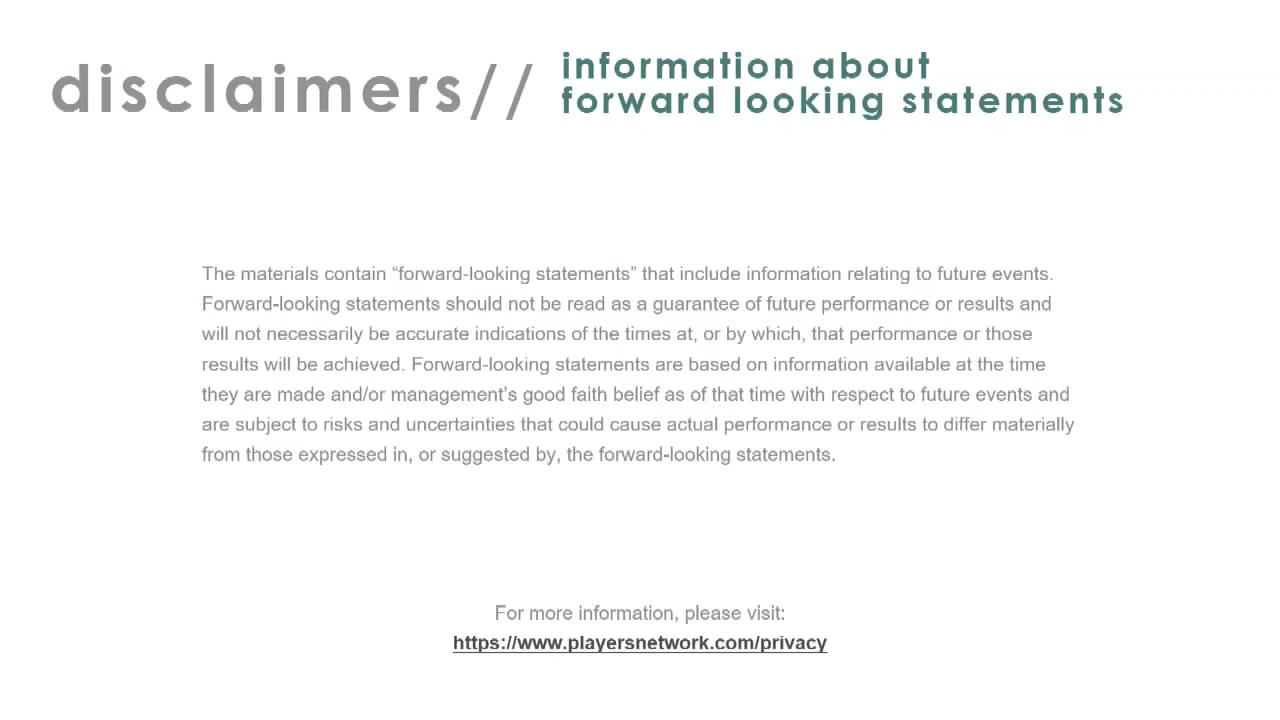 disclaimers//
information about
forward looking statements
The materials contain “forward-looking statements” that include information relating to future events.
Forward-looking statements should not be read as a guarantee of future performance or results and
will not necessarily be accurate indications of the times at, or by which, that performance or those
results will be achieved. Forward-looking statements are based on information available at the time
they are made and/or management’s good faith belief as of that time with respect to future events and
are subject to risks and uncertainties that could cause actual performance or results to differ materially
from those expressed in, or suggested by, the forward-looking statements.
For more information, please visit:
https://www.playersnetwork.com/privacy